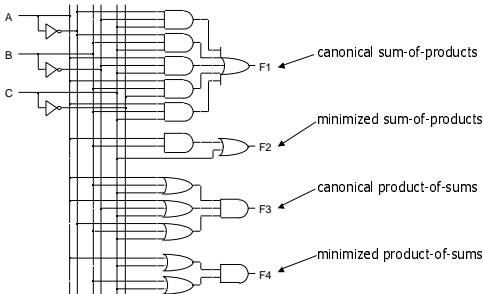 A
B
C
F1
canonical sum-of-products
F2
minimized sum-of-products
F3
canonical product-of-sums
F4
minimized product-of-sums